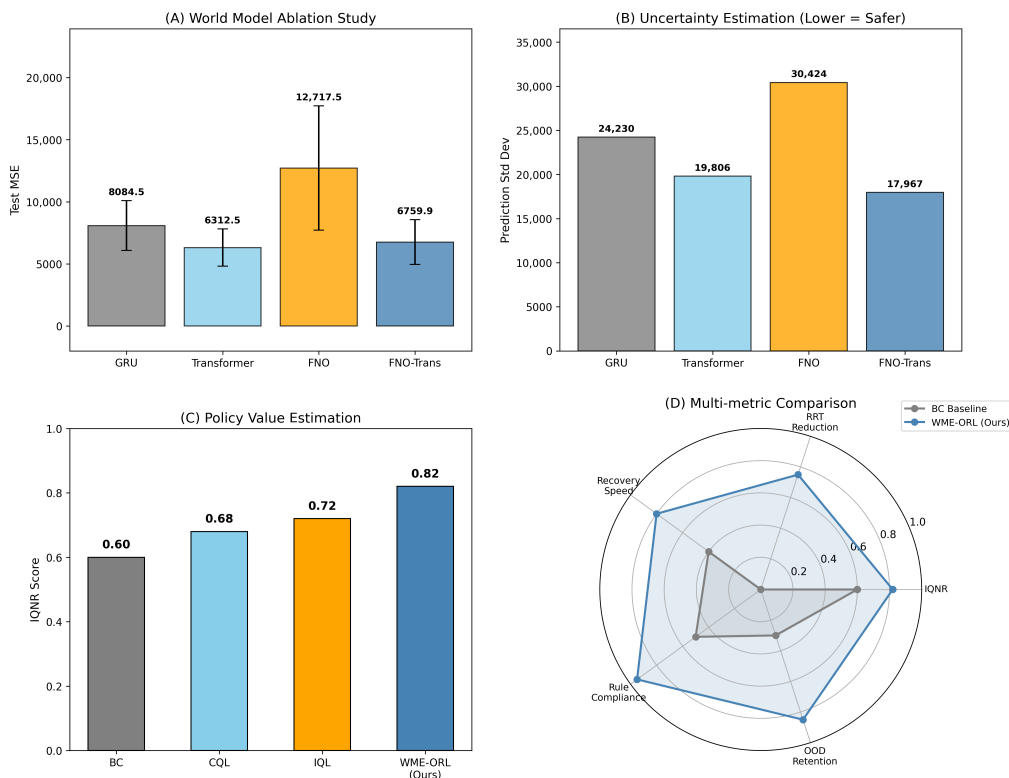 (A) World Model Ablation Study
Test MSE
20,000
15,000
10,000
5000
0
8084.5
6312.5
12,717.5
6759.9
GRU
Transformer
FNO
FNO-Trans
(B) Uncertainty Estimation (Lower = Safer)
Prediction Std Dev
35,000
30,000
25,000
20,000
15,000
10,000
5000
0
24,230
19,806
30,424
17,967
GRU
Transformer
FNO
FNO-Trans
(C) Policy Value Estimation
IQNR Score
1.0
0.8
0.6
0.4
0.2
0.0
0.60
0.68
0.72
0.82
BC
CQL
IQL
WME-ORL
(Ours)
(D) Multi-metric Comparison
BC Baseline
WME-ORL (Ours)
RRT
Reduction
Recovery
Speed
1.0
0.8
0.6
0.4
0.2
IQNR
Rule
Compliance
OOD
Retention